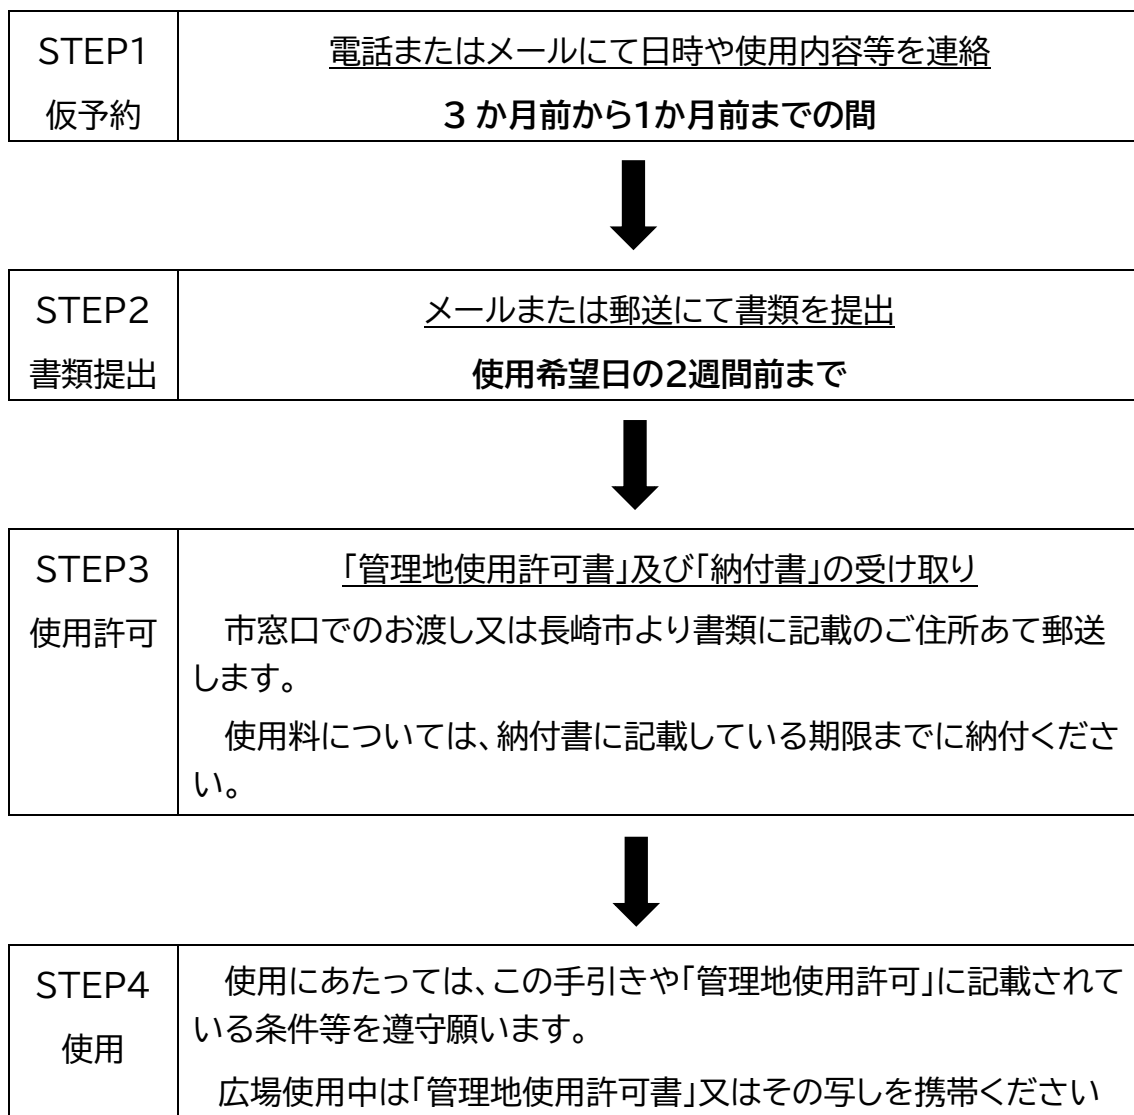 STEP1
仮予約
電話またはメールにて日時や使用内容等を連絡
3 か月前から1か月前までの間
STEP2
書類提出
メールまたは郵送にて書類を提出
使用希望日の2週間前まで
STEP3
使用許可
「管理地使用許可書」及び「納付書」の受け取り
市窓口でのお渡し又は長崎市より書類に記載のご住所あて郵送
します。
使用料については、納付書に記載している期限までに納付くださ
い。
STEP4
使用
使用にあたっては、この手引きや「管理地使用許可」に記載されて
いる条件等を遵守願います。
広場使用中は「管理地使用許可書」又はその写しを携帯ください